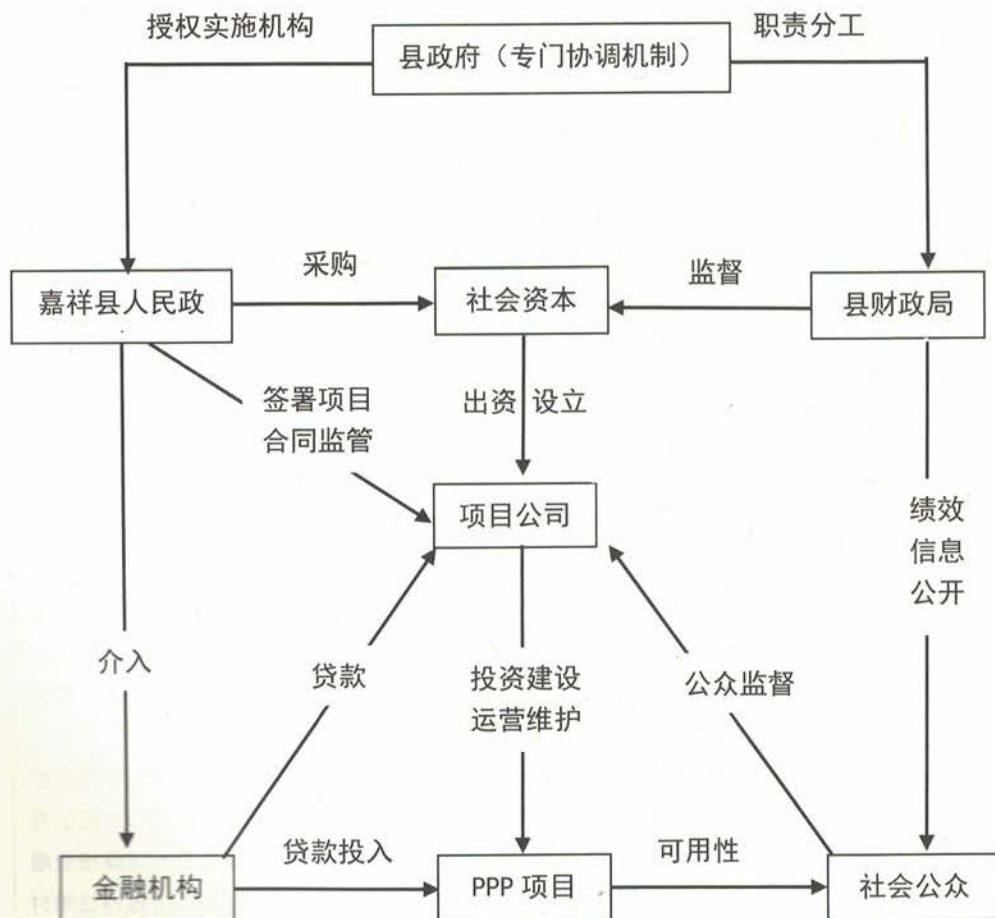 授权实施机构
县政府（专门协调机制）
职责分工
嘉祥县人民政
采购
社会资本
监督
县财政局
签署项目
合同监管
出资 设立
项目公司
绩效
信息
公开
介入
贷款
投资建设
运营维护
公众监督
金融机构
贷款投入
PPP 项目
可用性
社会公众